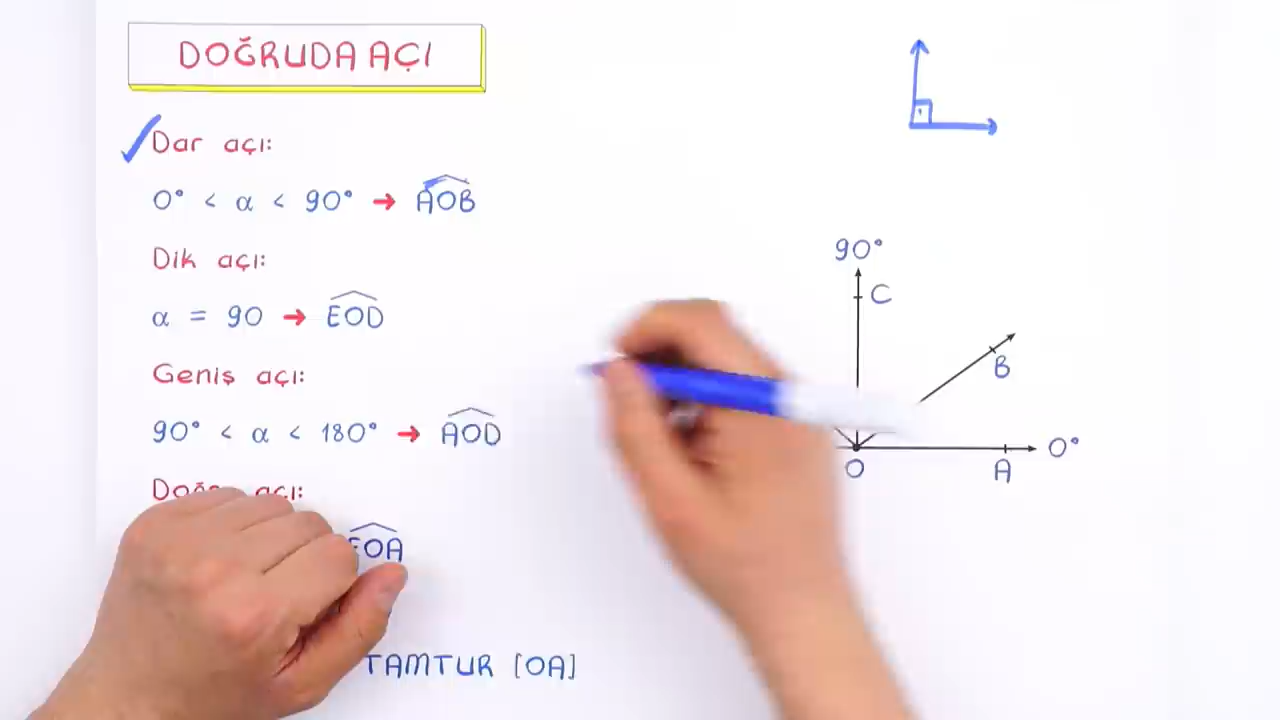 DOĞRUDA AÇI
Dar açı:
0° < α < 90° → AOB
Dik açı:
α = 90 → EOD
Geniş açı:
90° < α < 180° → AOD
açı:
EOA
TAMTUR [OA]
90°
C
B
O
A
0°